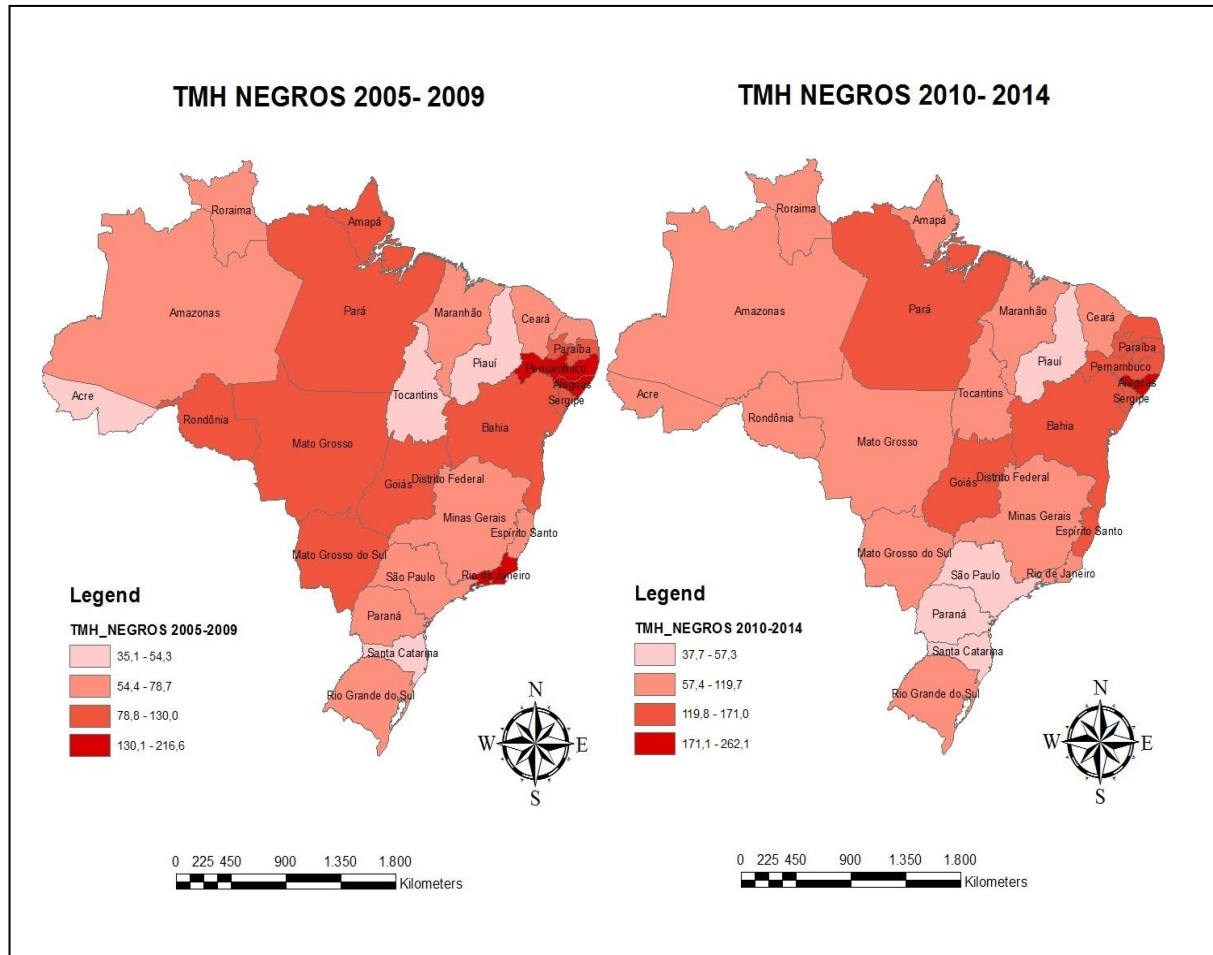 TMH NEGROS 2005- 2009
Roraima
Amapá
Amazonas
Pará
Maranhão
Ceará
Paraíba
Piauí
Pernambuco
Alagoas
Acre
Tocantins
Sergipe
Rondônia
Bahia
Mato Grosso
Goiás
Distrito Federal
Minas Gerais
Espírito Santo
Mato Grosso do Sul
São Paulo
Rio de Janeiro
Paraná
Santa Catarina
Rio Grande do Sul
Legend
TMH_NEGROS 2005-2009
35,1 - 54,3
54,4 - 78,7
78,8 - 130,0
130,1 - 216,6
N
W
E
S
0 225 450 900 1.350 1.800
Kilometers
TMH NEGROS 2010- 2014
Roraima
Amapá
Amazonas
Pará
Maranhão
Ceará
Paraíba
Piauí
Pernambuco
Alagoas
Acre
Tocantins
Sergipe
Rondônia
Bahia
Mato Grosso
Goiás
Distrito Federal
Minas Gerais
Espírito Santo
Mato Grosso do Sul
São Paulo
Rio de Janeiro
Paraná
Santa Catarina
Rio Grande do Sul
Legend
TMH_NEGROS 2010-2014
37,7 - 57,3
57,4 - 119,7
119,8 - 171,0
171,1 - 262,1
N
W
E
S
0 225 450 900 1.350 1.800
Kilometers